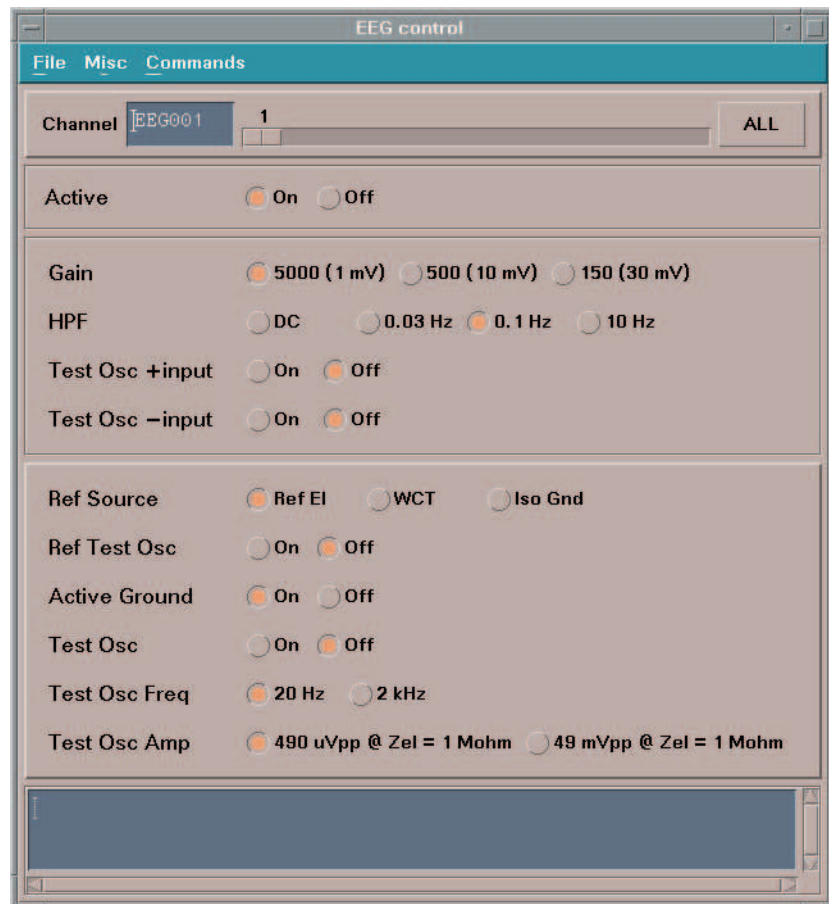 EEG control
File Misc Commands
Channel EEG001 1 ALL
Active On Off
Gain 5000 (1 mV) 500 (10 mV) 150 (30 mV)
HPF DC 0.03 Hz 0.1 Hz 10 Hz
Test Osc +input On Off
Test Osc −input On Off
Ref Source Ref El WCT Iso Gnd
Ref Test Osc On Off
Active Ground On Off
Test Osc On Off
Test Osc Freq 20 Hz 2 kHz
Test Osc Amp 490 uVpp @ Zel = 1 Mohm 49 mVpp @ Zel = 1 Mohm